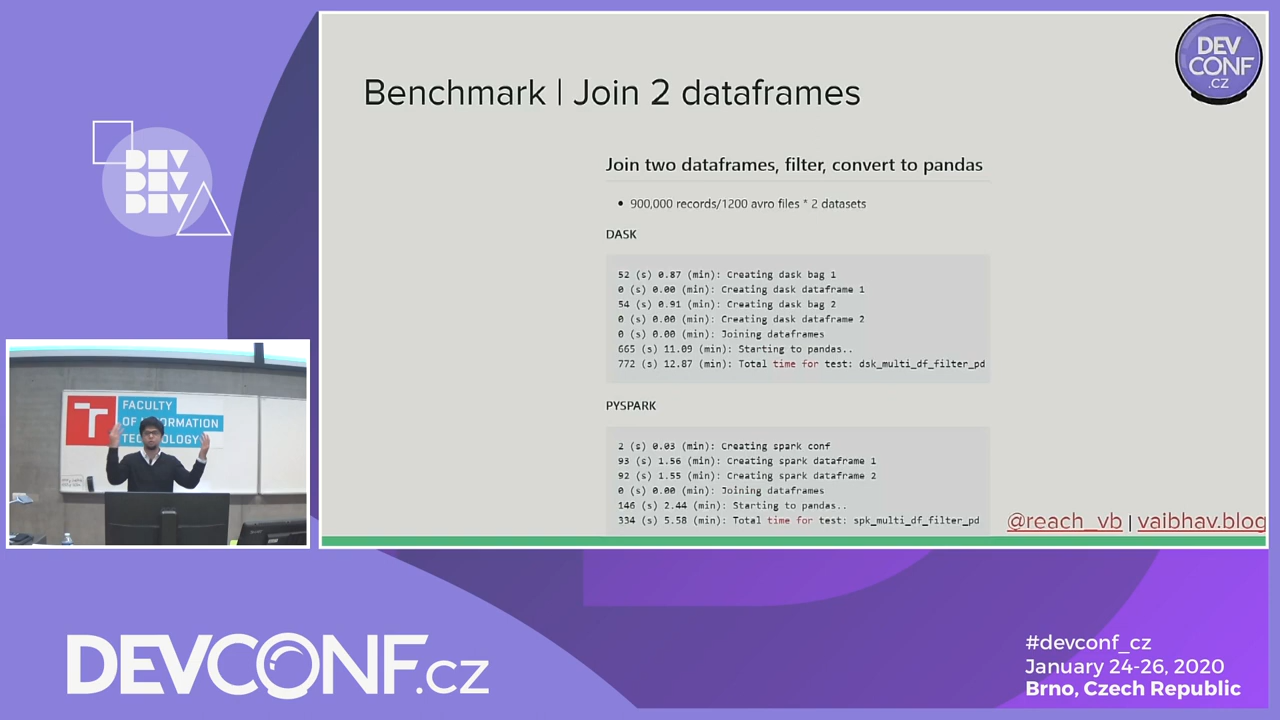 DEV
CONF
.CZ
Benchmark | Join 2 dataframes
Join two dataframes, filter, convert to pandas
• 900,000 records/1200 avro files * 2 datasets
DASK
52 (s) 0.87 (min): Creating dask bag 1
0 (s) 0.00 (min): Creating dask dataframe 1
54 (s) 0.91 (min): Creating dask bag 2
0 (s) 0.00 (min): Creating dask dataframe 2
0 (s) 0.00 (min): Joining dataframes
665 (s) 11.09 (min): Starting to pandas..
772 (s) 12.87 (min): Total time for test: dsk_multi_df_filter_pd
PYSPARK
2 (s) 0.03 (min): Creating spark conf
93 (s) 1.56 (min): Creating spark dataframe 1
92 (s) 1.55 (min): Creating spark dataframe 2
0 (s) 0.00 (min): Joining dataframes
146 (s) 2.44 (min): Starting to pandas..
334 (s) 5.58 (min): Total time for test: spk_multi_df_filter_pd
@reach_vb | vaibhav.blog
DEV
DEV
DEV
FACULTY
OF INFORMATION
TECHNOLOGY
DEVCONF.cz
#devconf_cz
January 24-26, 2020
Brno, Czech Republic